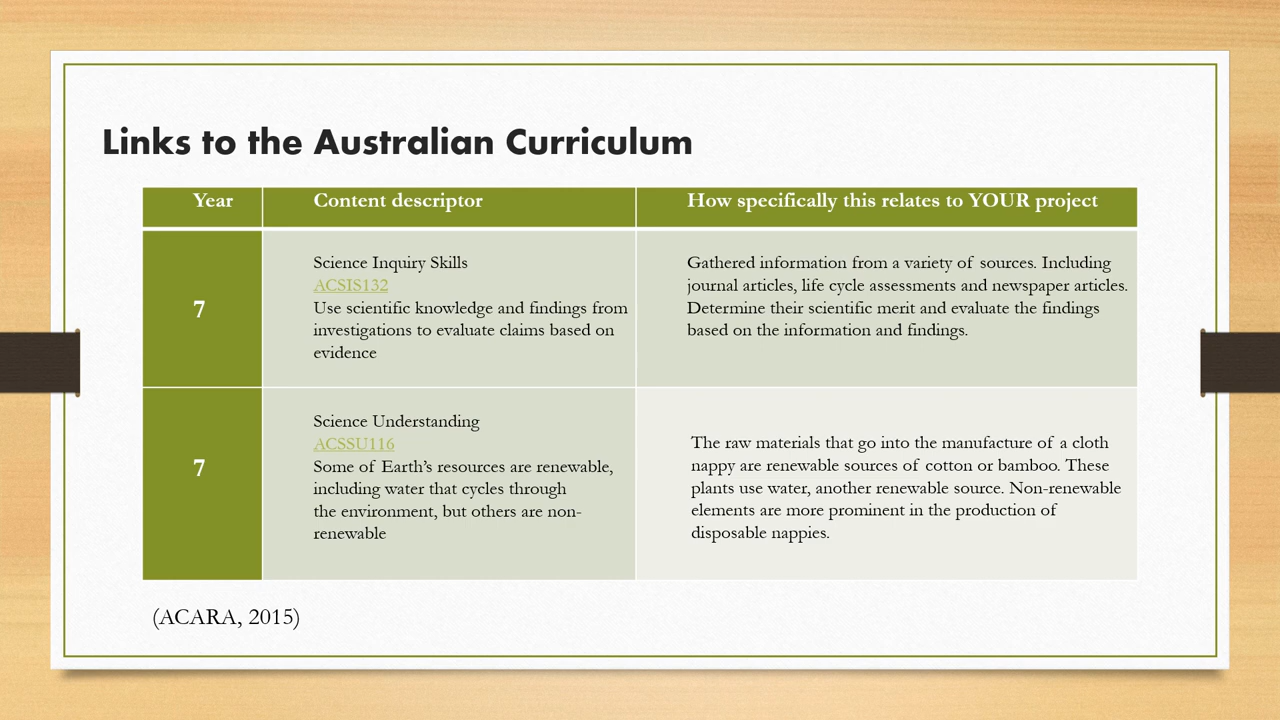 Links to the Australian Curriculum
Year
Content descriptor
How specifically this relates to YOUR project
7
Science Inquiry Skills
ACSIS132
Use scientific knowledge and findings from
investigations to evaluate claims based on
evidence
Gathered information from a variety of sources. Including
journal articles, life cycle assessments and newspaper articles.
Determine their scientific merit and evaluate the findings
based on the information and findings.
7
Science Understanding
ACSSU116
Some of Earth’s resources are renewable,
including water that cycles through
the environment, but others are non-
renewable
The raw materials that go into the manufacture of a cloth
nappy are renewable sources of cotton or bamboo. These
plants use water, another renewable source. Non-renewable
elements are more prominent in the production of
disposable nappies.
(ACARA, 2015)